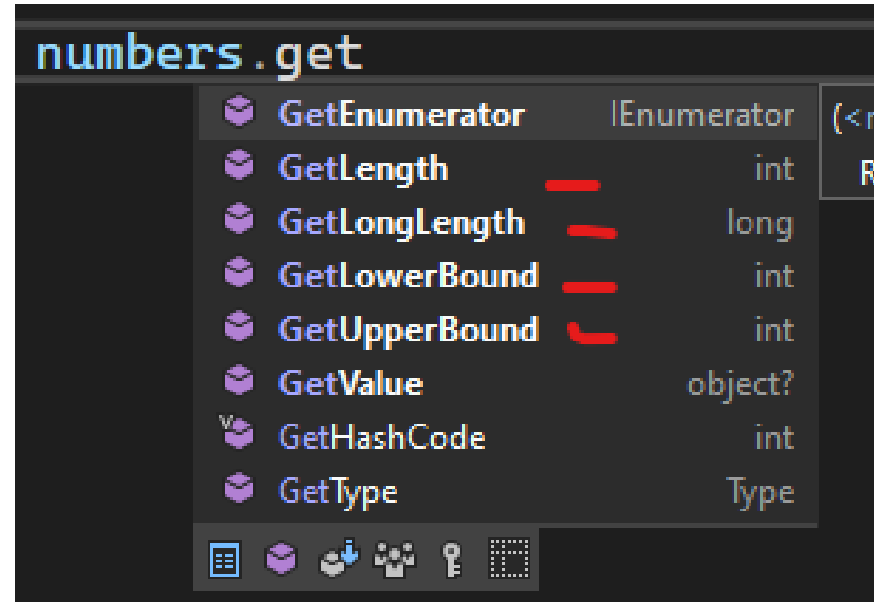 numbers.get
GetEnumerator IEnumerator (<r
GetLength int R
GetLongLength long
GetLowerBound int
GetUpperBound int
GetValue object?
GetHashCode int
GetType Type